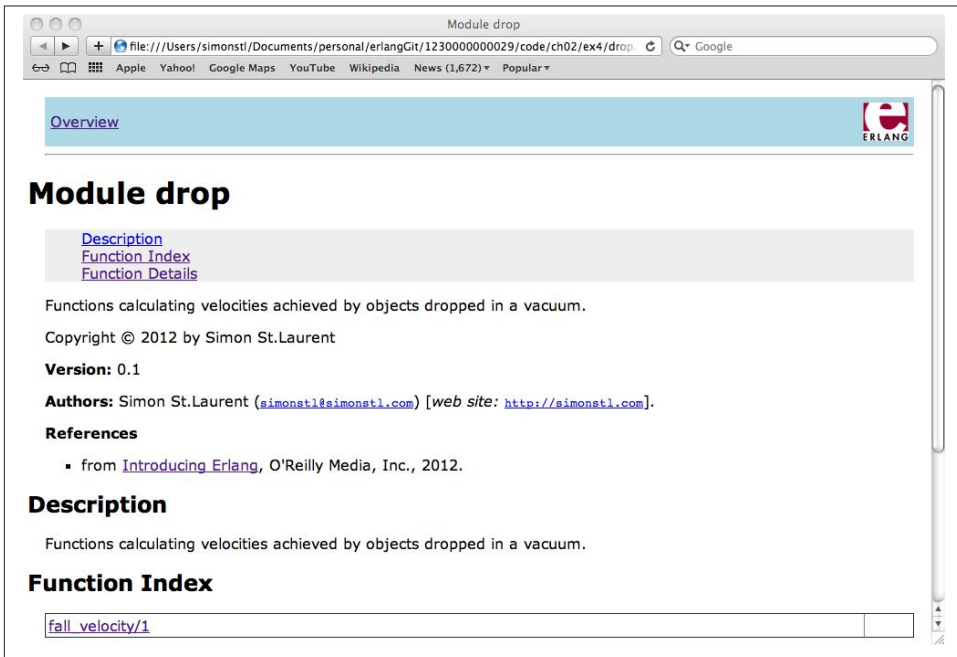 Module drop
file:///Users/simonstl/Documents/personal/erlangGit/1230000000029/code/ch02/ex4/drop.
Google
Apple Yahoo! Google Maps YouTube Wikipedia News (1,672) Popular
Overview
ERLANG
Module drop
Description
Function Index
Function Details
Functions calculating velocities achieved by objects dropped in a vacuum.
Copyright © 2012 by Simon St.Laurent
Version: 0.1
Authors: Simon St.Laurent (simonstl@simonstl.com) [web site: http://simonstl.com].
References
▪ from Introducing Erlang, O'Reilly Media, Inc., 2012.
Description
Functions calculating velocities achieved by objects dropped in a vacuum.
Function Index
fall_velocity/1